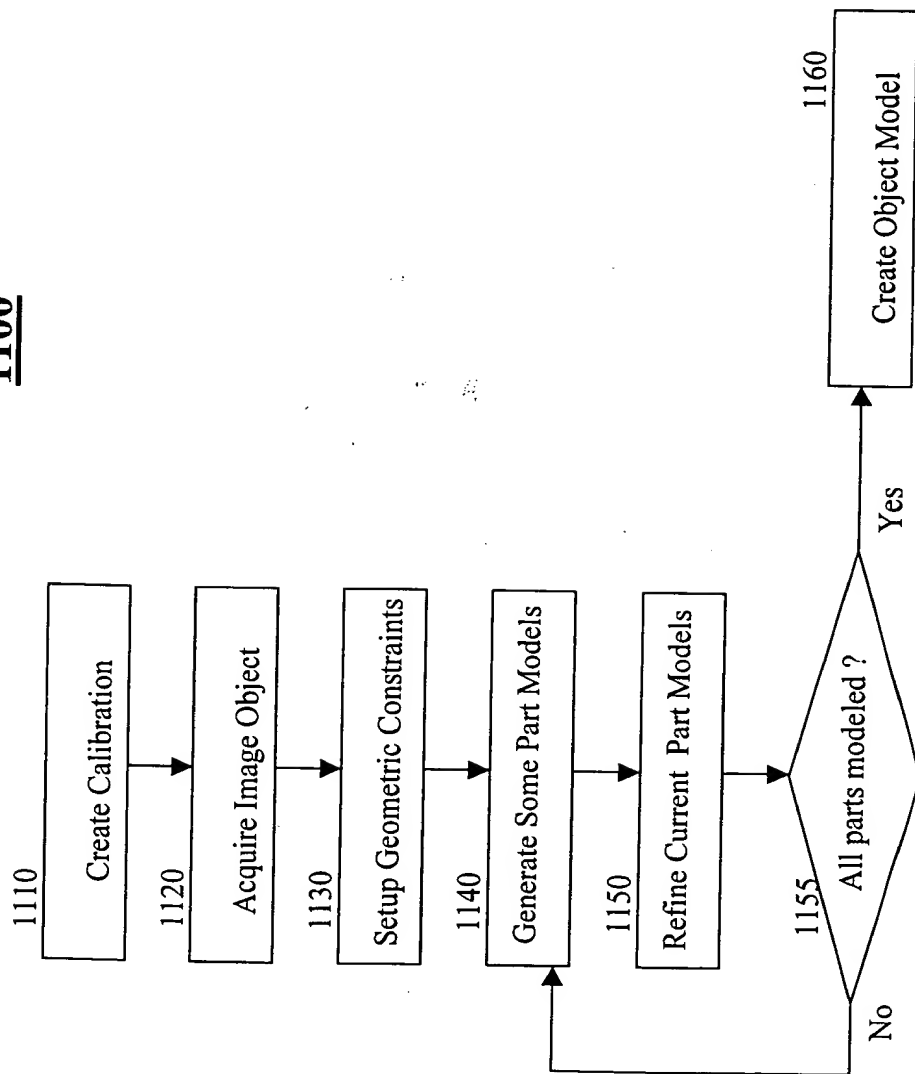 1100
1110
Create Calibration
1120
Acquire Image Object
1130
Setup Geometric Constraints
1140
Generate Some Part Models
1150
Refine Current Part Models
1155
All parts modeled ?
No
Yes
1160
Create Object Model